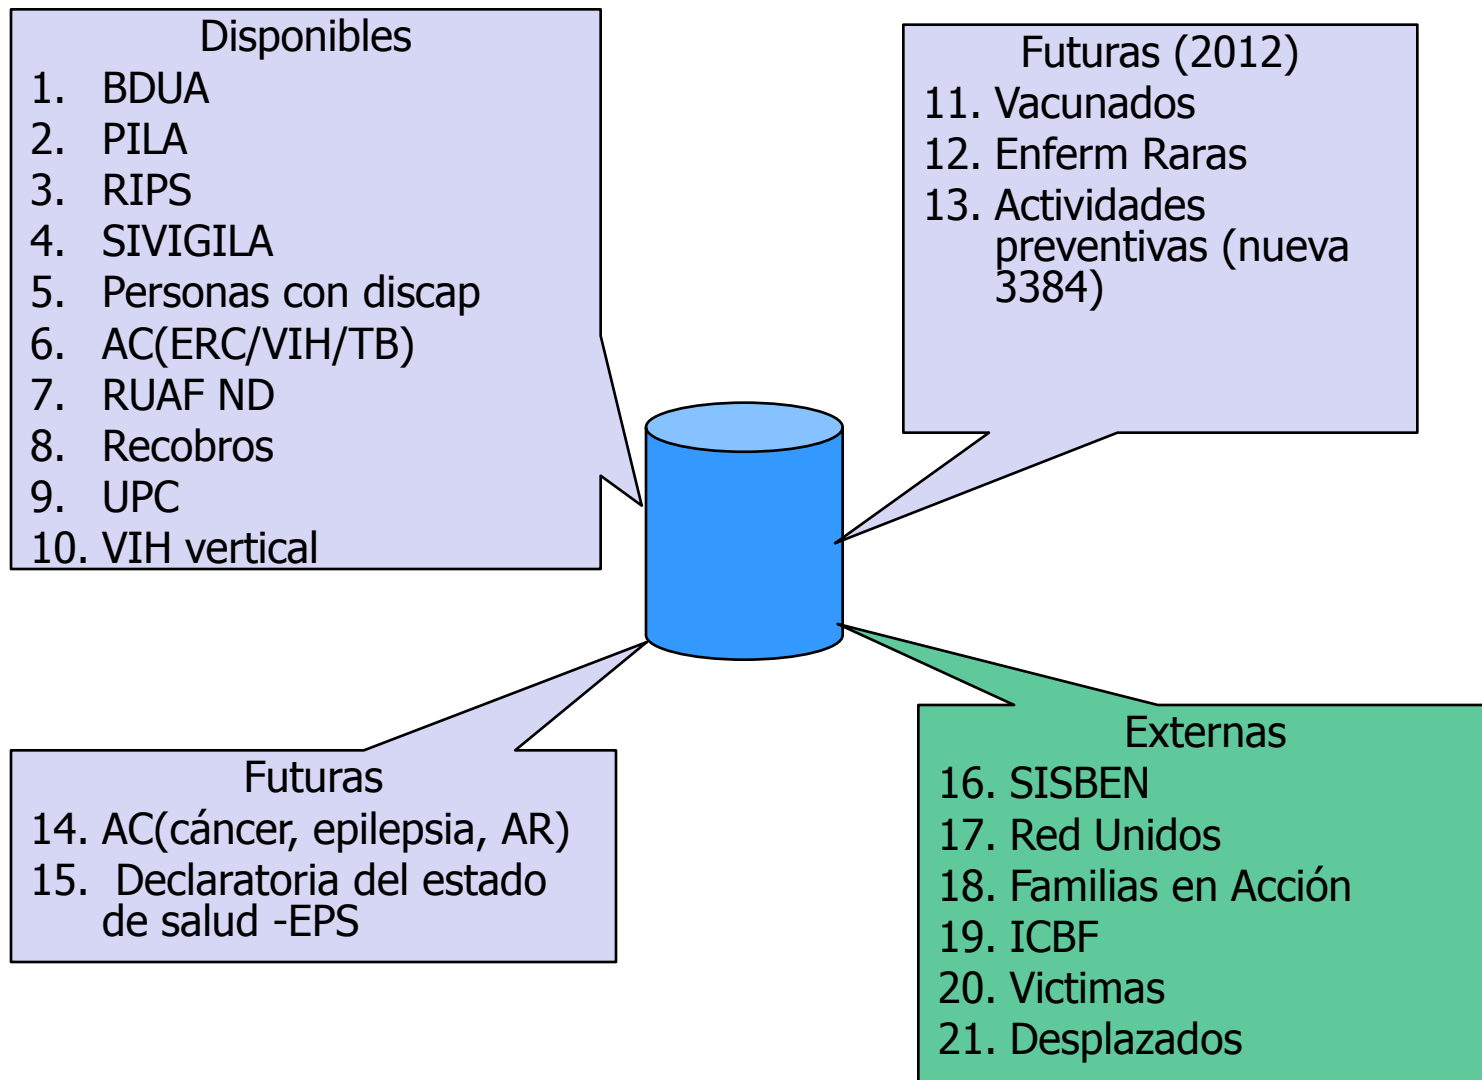 Disponibles
1. BDUA
2. PILA
3. RIPS
4. SIVIGILA
5. Personas con discap
6. AC(ERC/VIH/TB)
7. RUAF ND
8. Recobros
9. UPC
10. VIH vertical
Futuras (2012)
11. Vacunados
12. Enferm Raras
13. Actividades
preventivas (nueva
3384)
Futuras
14. AC(cáncer, epilepsia, AR)
15. Declaratoria del estado
de salud -EPS
Externas
16. SISBEN
17. Red Unidos
18. Familias en Acción
19. ICBF
20. Victimas
21. Desplazados